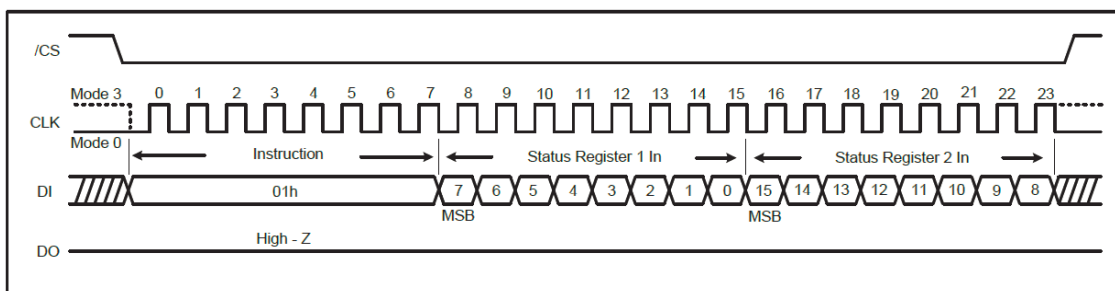 /CS
Mode 3 0 1 2 3 4 5 6 7 8 9 10 11 12 13 14 15 16 17 18 19 20 21 22 23
CLK
Mode 0
Instruction Status Register 1 In Status Register 2 In
DI 01h 7 6 5 4 3 2 1 0 15 14 13 12 11 10 9 8
MSB MSB
High - Z
DO